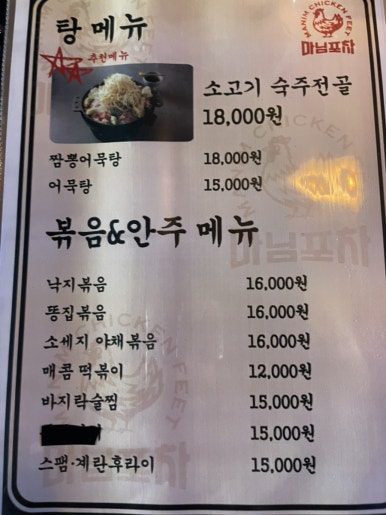 탕 메뉴
MANIM CHICKEN FEET
마님포차
추천메뉴
소고기 숙주전골
18,000원
짬뽕어묵탕 18,000원
어묵탕 15,000원
볶음&안주 메뉴
낙지볶음 16,000원
똥집볶음 16,000원
소세지 야채볶음 16,000원
매콤 떡볶이 12,000원
바지락술찜 15,000원
15,000원
스팸·계란후라이 15,000원